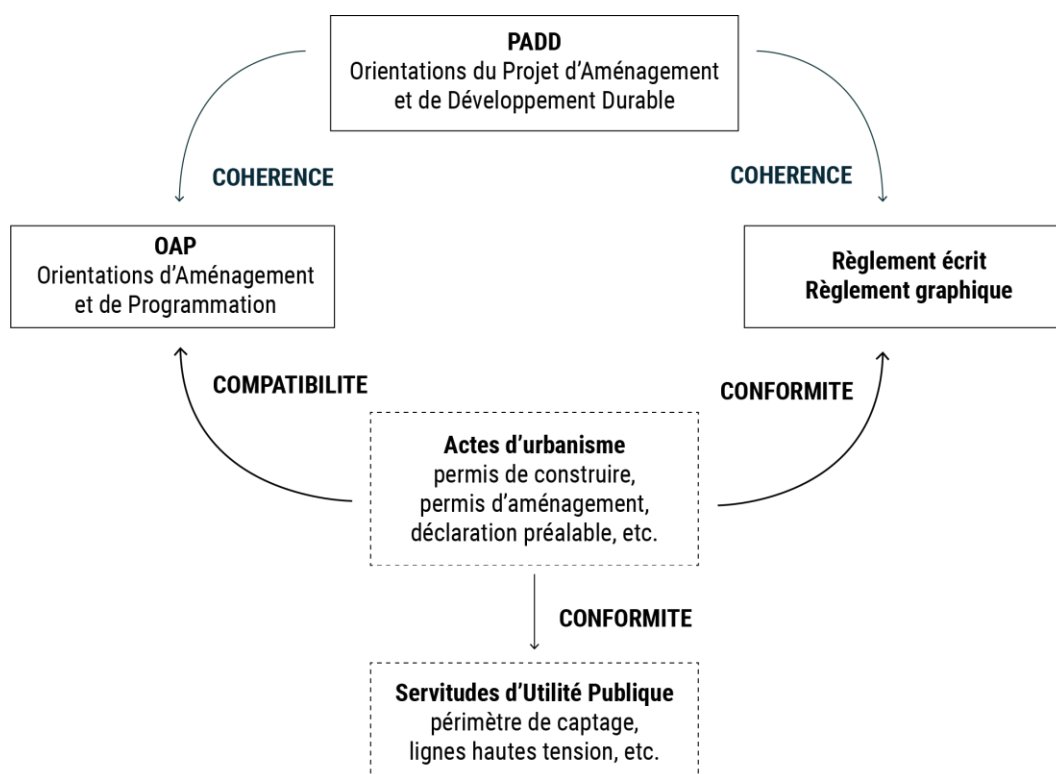 PADD
Orientations du Projet d’Aménagement
et de Développement Durable
COHERENCE
COHERENCE
OAP
Orientations d’Aménagement
et de Programmation
Règlement écrit
Règlement graphique
COMPATIBILITE
CONFORMITE
Actes d’urbanisme
permis de construire,
permis d’aménagement,
déclaration préalable, etc.
CONFORMITE
Servitudes d’Utilité Publique
périmètre de captage,
lignes hautes tension, etc.